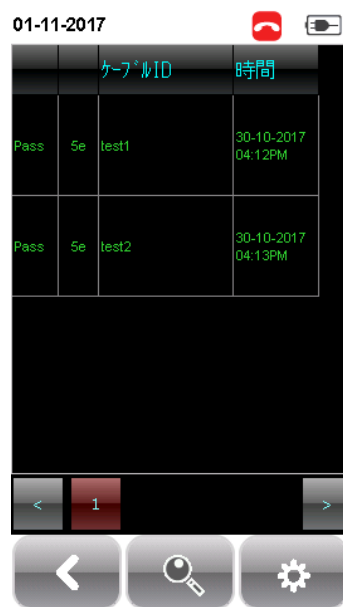 01-11-2017
ｹｰﾌﾞﾙID 時間
Pass 5e test1 30-10-2017
04:12PM
Pass 5e test2 30-10-2017
04:13PM
< 1 >